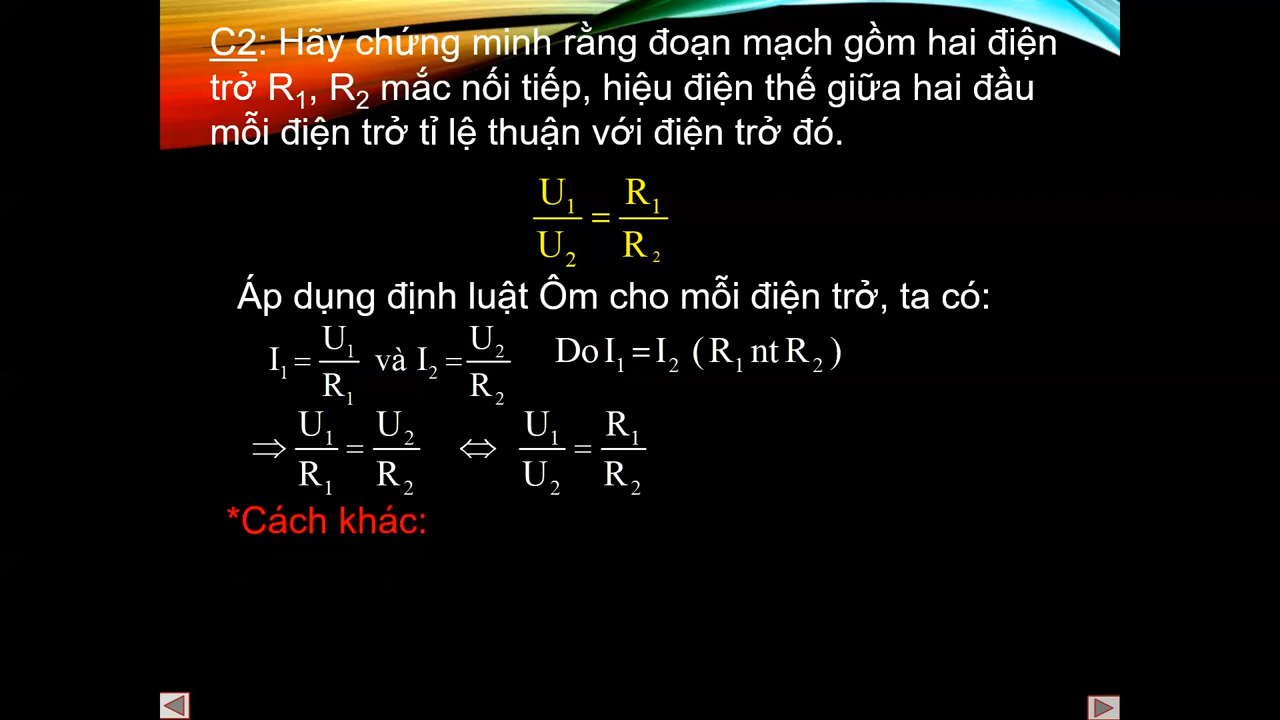 C2: Hãy chứng minh rằng đoạn mạch gồm hai điện
trở R₁, R₂ mắc nối tiếp, hiệu điện thế giữa hai đầu
mỗi điện trở tỉ lệ thuận với điện trở đó.
U₁/U₂ = R₁/R₂
Áp dụng định luật Ôm cho mỗi điện trở, ta có:
I₁ = U₁/R₁ và I₂ = U₂/R₂ Do I₁ = I₂ ( R₁ nt R₂ )
⇒ U₁/R₁ = U₂/R₂ ⇔ U₁/U₂ = R₁/R₂
*Cách khác: